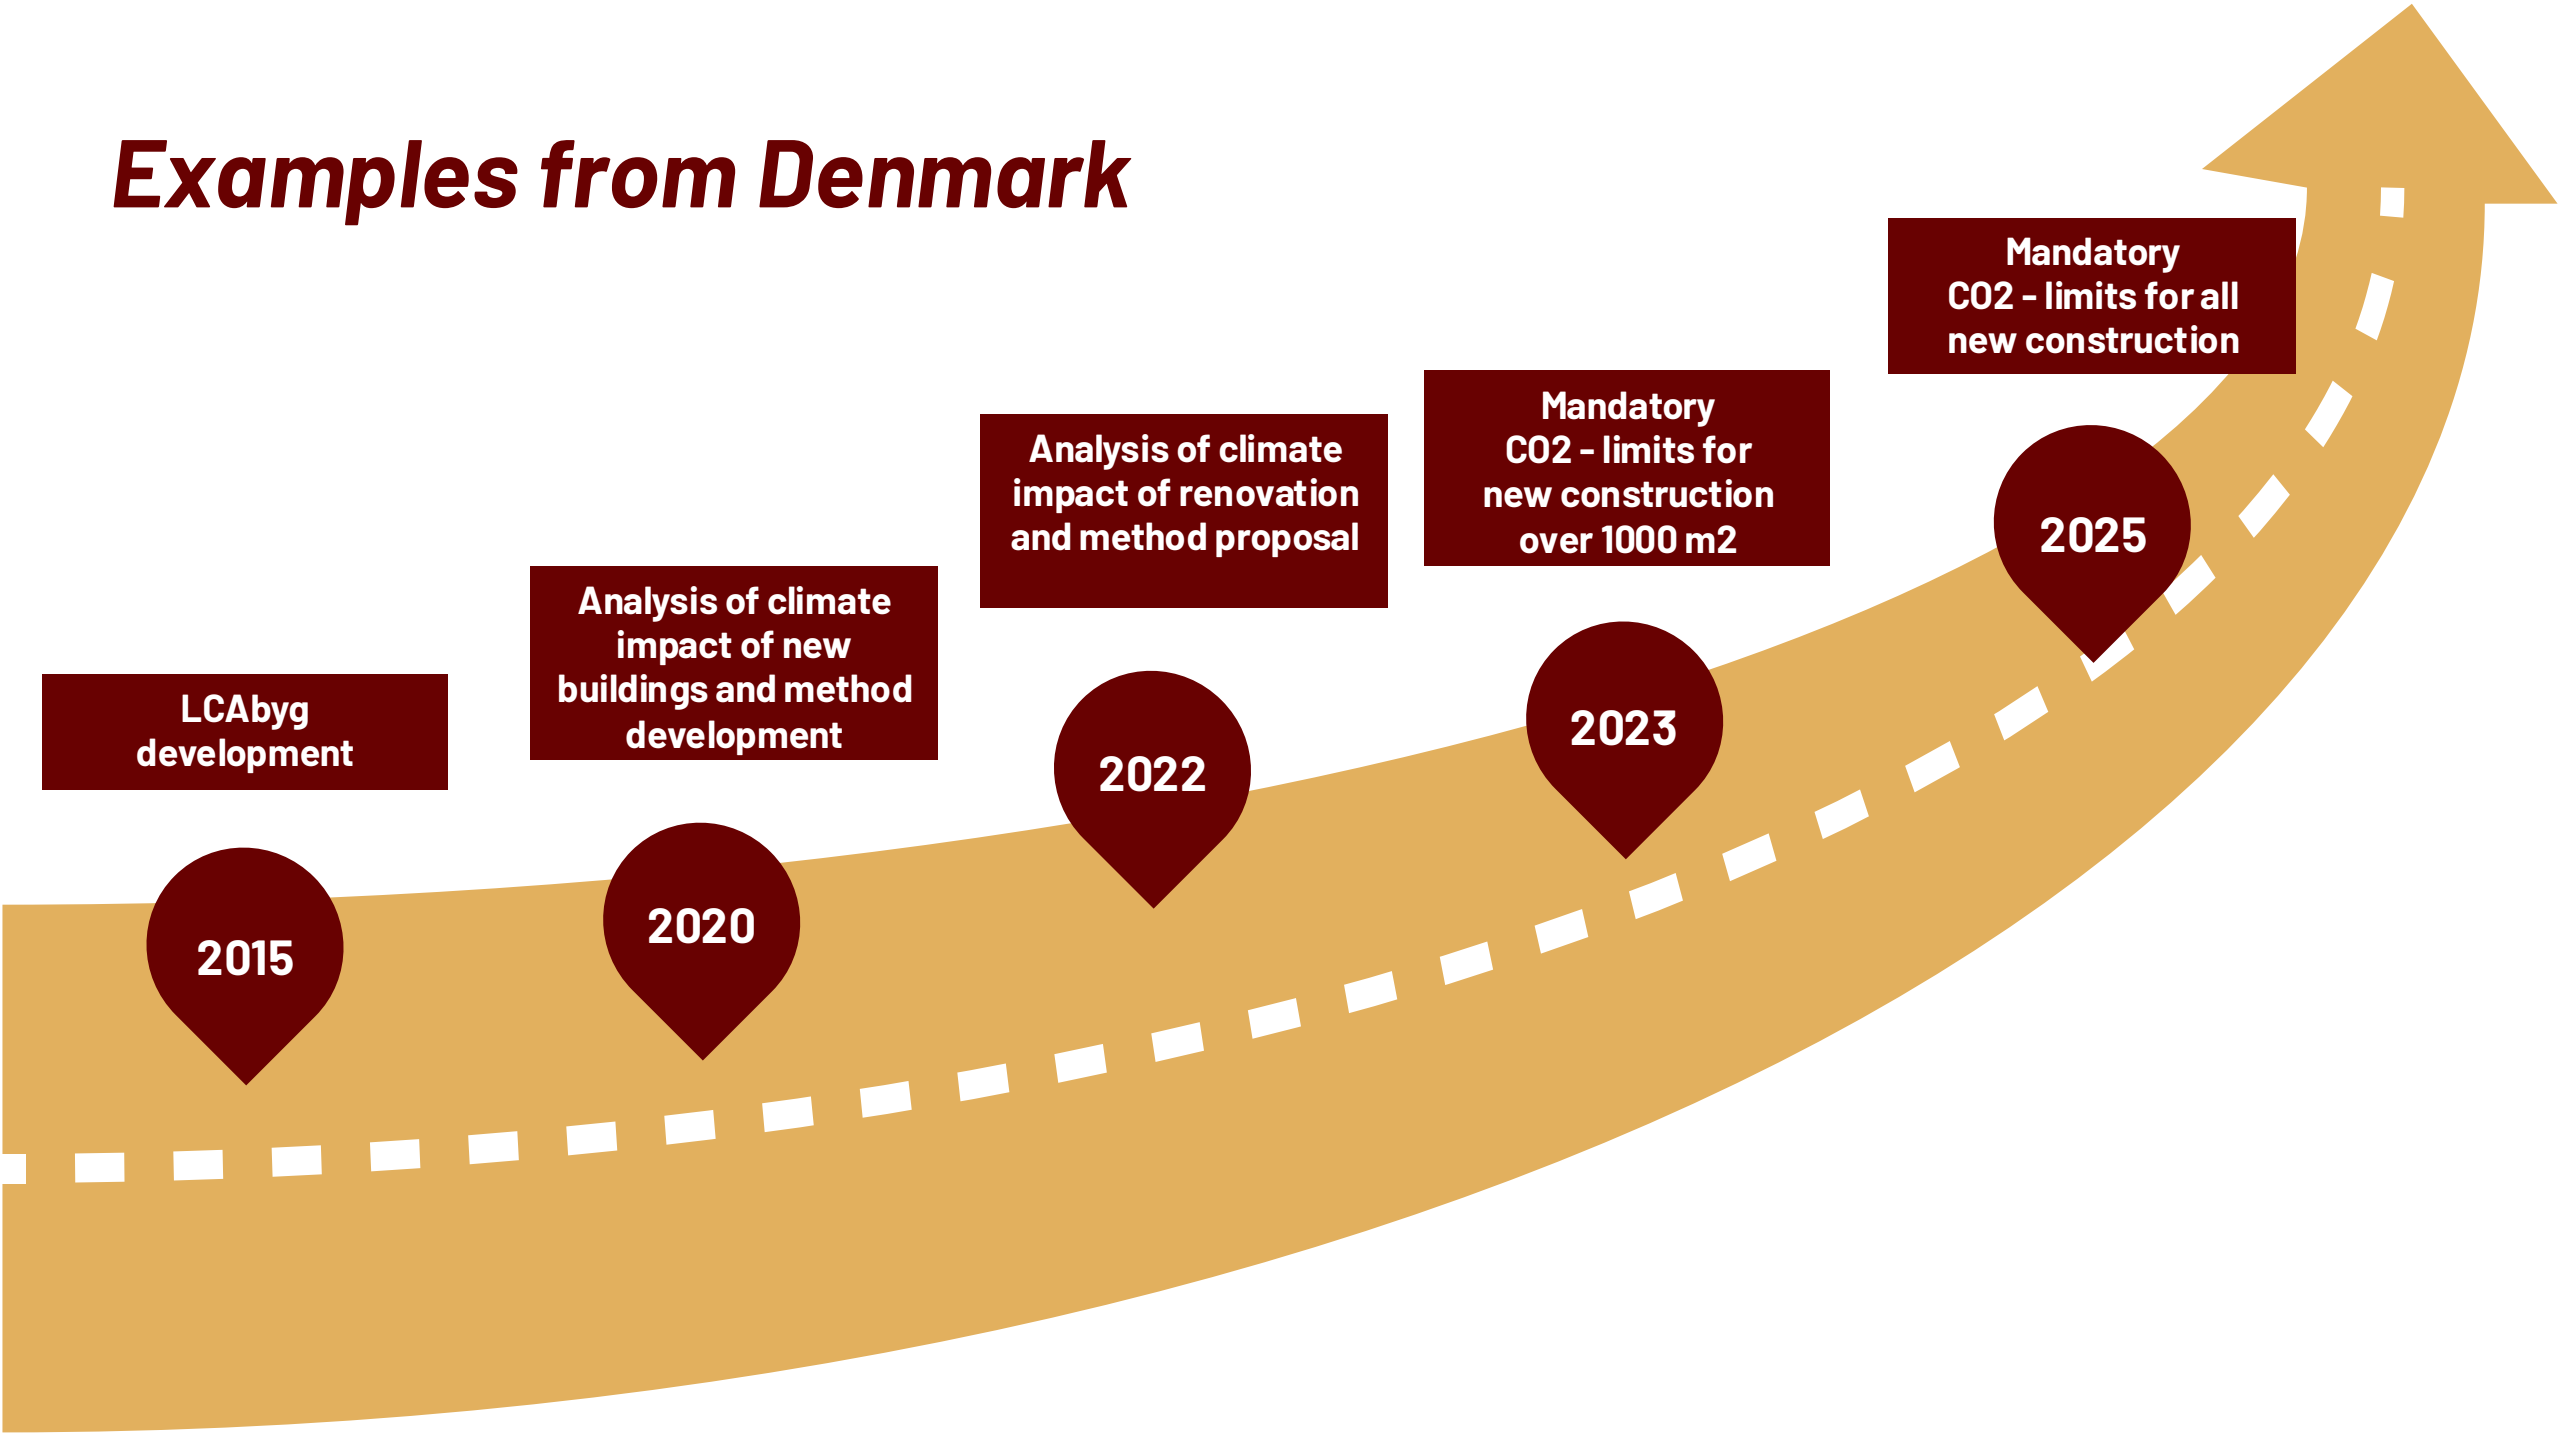 Examples from Denmark
LCAbyg
development
2015
Analysis of climate
impact of new
buildings and method
development
2020
Analysis of climate
impact of renovation
and method proposal
2022
Mandatory
CO2 - limits for
new construction
over 1000 m2
2023
Mandatory
CO2 - limits for all
new construction
2025